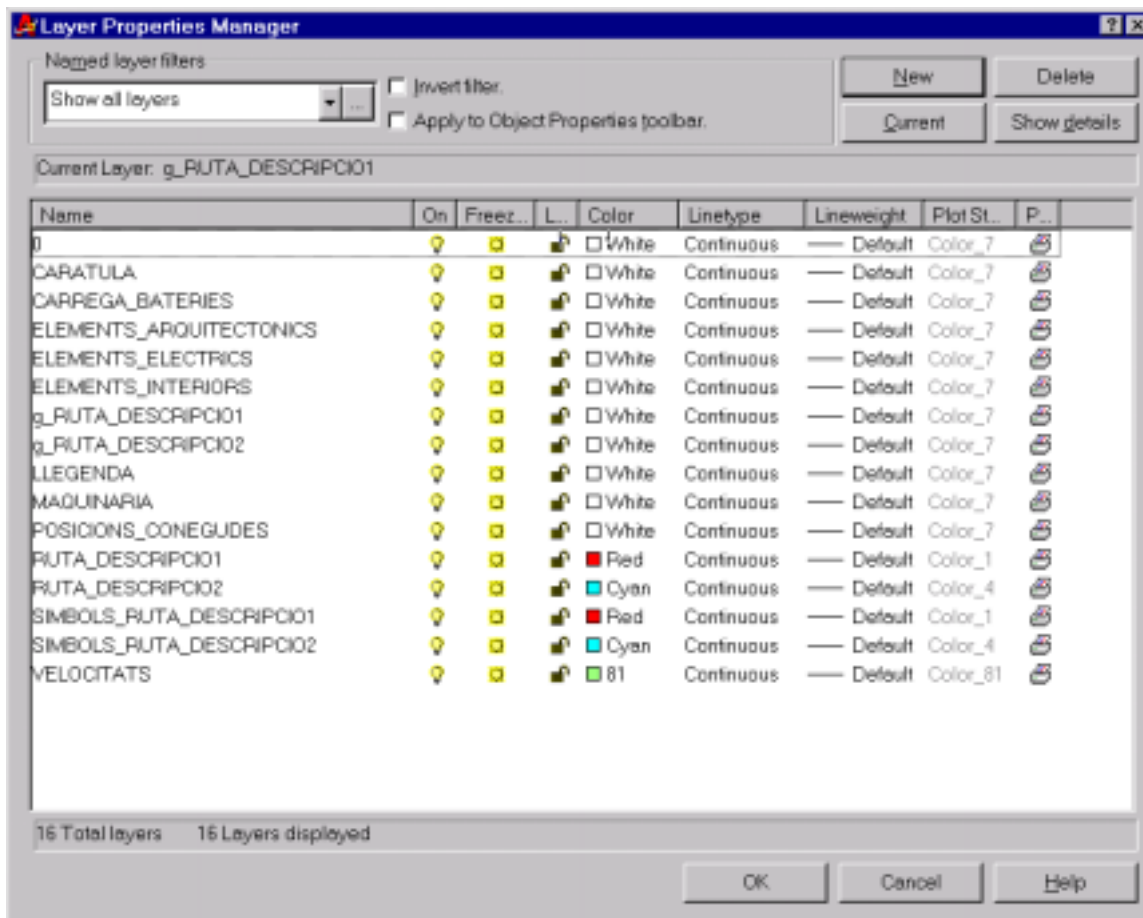 Layer Properties Manager
Named layer filters
Show all layers
...
Invert filter.
Apply to Object Properties toolbar.
New
Delete
Current
Show details
Current Layer: g_RUTA_DESCRIPCIO1
Name On Freez... L... Color Linetype Lineweight Plot St... P...
0 White Continuous Default Color_7
CARATULA White Continuous Default Color_7
CARREGA_BATERIES White Continuous Default Color_7
ELEMENTS_ARQUITECTONICS White Continuous Default Color_7
ELEMENTS_ELECTRICS White Continuous Default Color_7
ELEMENTS_INTERIORS White Continuous Default Color_7
g_RUTA_DESCRIPCIO1 White Continuous Default Color_7
g_RUTA_DESCRIPCIO2 White Continuous Default Color_7
LLEGENDA White Continuous Default Color_7
MAQUINARIA White Continuous Default Color_7
POSICIONS_CONEGUDES White Continuous Default Color_7
RUTA_DESCRIPCIO1 Red Continuous Default Color_1
RUTA_DESCRIPCIO2 Cyan Continuous Default Color_4
SIMBOLS_RUTA_DESCRIPCIO1 Red Continuous Default Color_1
SIMBOLS_RUTA_DESCRIPCIO2 Cyan Continuous Default Color_4
VELOCITATS 81 Continuous Default Color_81
16 Total layers 16 Layers displayed
OK
Cancel
Help